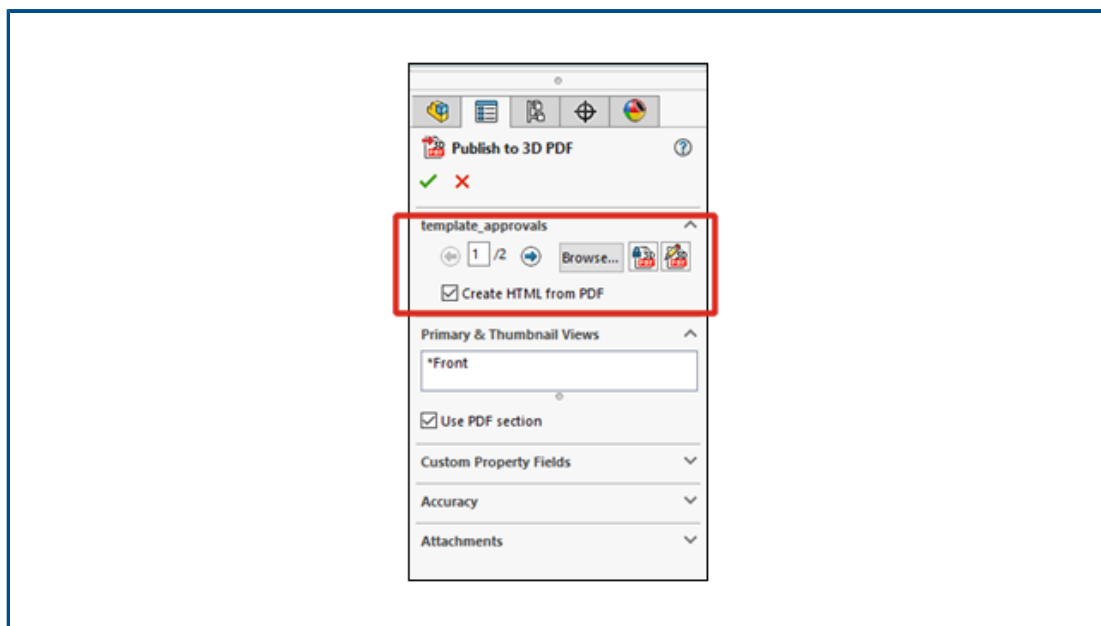 Publish to 3D PDF
template_approvals
1 /2 Browse...
Create HTML from PDF
Primary & Thumbnail Views
*Front
Use PDF section
Custom Property Fields
Accuracy
Attachments